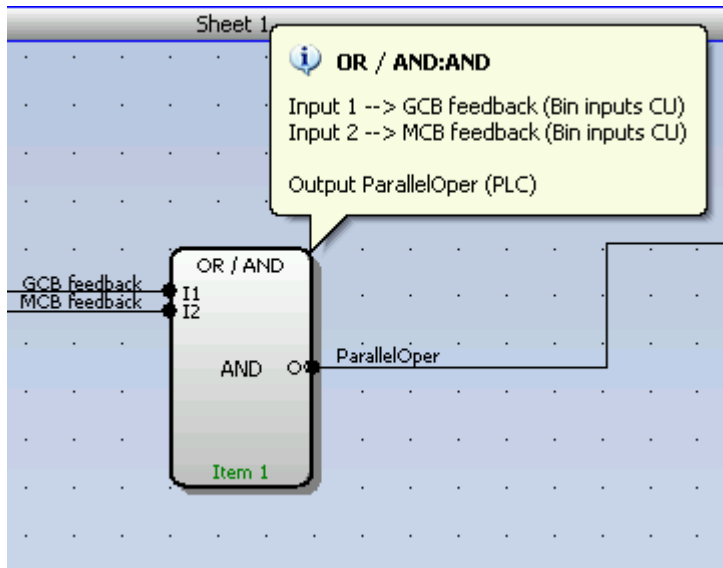 Sheet 1
OR / AND:AND
Input 1 --> GCB feedback (Bin inputs CU)
Input 2 --> MCB feedback (Bin inputs CU)
Output ParallelOper (PLC)
OR / AND
GCB feedback
I1
MCB feedback
I2
ParallelOper
AND O
Item 1